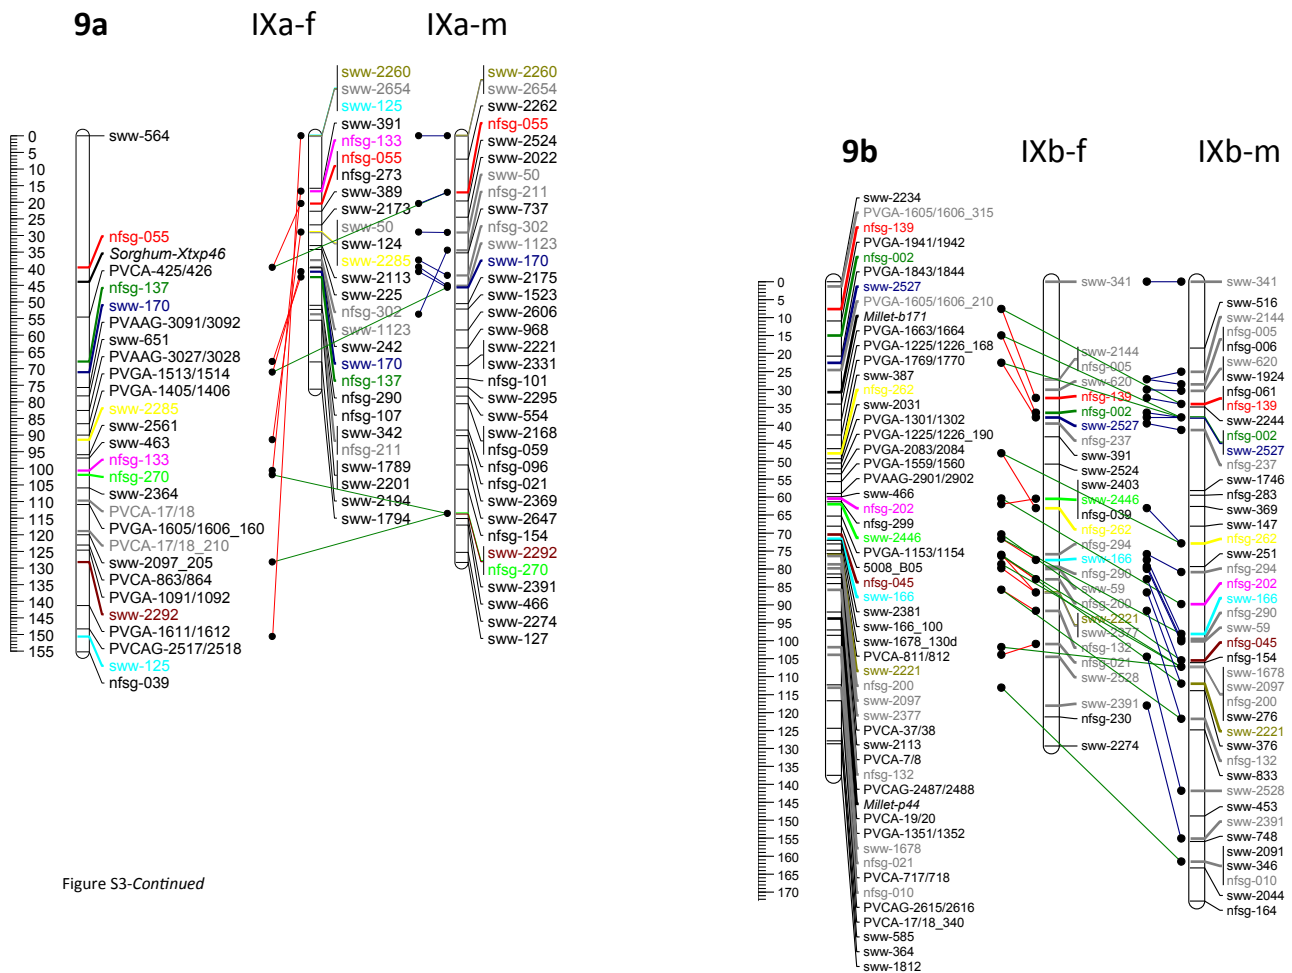 9a
IXa-f
IXa-m
0
5
10
15
20
25
30
35
40
45
50
55
60
65
70
75
80
85
90
95
100
105
110
115
120
125
130
135
140
145
150
155
sww-564
nfsg-055
Sorghum-Xtxp46
PVCA-425/426
nfsg-137
sww-170
PVAAG-3091/3092
sww-651
PVAAG-3027/3028
PVGA-1513/1514
PVGA-1405/1406
sww-2285
sww-2561
sww-463
nfsg-133
nfsg-270
sww-2364
PVCA-17/18
PVGA-1605/1606_160
PVCA-17/18_210
sww-2097_205
PVCA-863/864
PVGA-1091/1092
sww-2292
PVGA-1611/1612
PVCAG-2517/2518
sww-125
nfsg-039
sww-2260
sww-2654
sww-125
sww-391
nfsg-133
nfsg-055
nfsg-273
sww-389
sww-2173
sww-50
sww-124
sww-2285
sww-2113
sww-225
nfsg-302
sww-1123
sww-242
sww-170
nfsg-137
nfsg-290
nfsg-107
sww-342
nfsg-211
sww-1789
sww-2201
sww-2194
sww-1794
sww-2260
sww-2654
sww-2262
nfsg-055
sww-2524
sww-2022
sww-50
nfsg-211
sww-737
nfsg-302
sww-1123
sww-170
sww-2175
sww-1523
sww-2606
sww-968
sww-2221
sww-2331
nfsg-101
sww-2295
sww-554
sww-2168
nfsg-059
nfsg-096
nfsg-021
sww-2369
sww-2647
nfsg-154
sww-2292
nfsg-270
sww-2391
sww-466
sww-2274
sww-127
9b
IXb-f
IXb-m
0
5
10
15
20
25
30
35
40
45
50
55
60
65
70
75
80
85
90
95
100
105
110
115
120
125
130
135
140
145
150
155
160
165
170
sww-2234
PVGA-1605/1606_315
nfsg-139
PVGA-1941/1942
nfsg-002
PVGA-1843/1844
sww-2527
PVGA-1605/1606_210
Millet-b171
PVGA-1663/1664
PVGA-1225/1226_168
PVGA-1769/1770
sww-387
nfsg-262
sww-2031
PVGA-1301/1302
PVGA-1225/1226_190
PVGA-2083/2084
PVGA-1559/1560
PVAAG-2901/2902
sww-466
nfsg-202
nfsg-299
sww-2446
PVGA-1153/1154
5008_B05
nfsg-045
sww-166
sww-2381
sww-166_100
sww-1678_130d
PVCA-811/812
sww-2221
nfsg-200
sww-2097
sww-2377
PVCA-37/38
sww-2113
PVCA-7/8
nfsg-132
PVCAG-2487/2488
Millet-p44
PVCA-19/20
PVGA-1351/1352
sww-1678
nfsg-021
PVCA-717/718
nfsg-010
PVCAG-2615/2616
PVCA-17/18_340
sww-585
sww-364
sww-1812
sww-341
sww-2144
nfsg-005
sww-620
nfsg-139
nfsg-002
sww-2527
nfsg-237
sww-391
sww-2524
sww-2403
sww-2446
nfsg-039
nfsg-262
nfsg-294
sww-166
nfsg-290
sww-59
nfsg-200
sww-2221
sww-2377
nfsg-132
nfsg-021
sww-2528
sww-2391
nfsg-230
sww-2274
sww-341
sww-516
sww-2144
nfsg-005
nfsg-006
sww-620
sww-1924
nfsg-061
nfsg-139
sww-2244
nfsg-002
sww-2527
nfsg-237
sww-1746
nfsg-283
sww-369
sww-147
nfsg-262
sww-251
nfsg-294
nfsg-202
sww-166
nfsg-290
sww-59
nfsg-045
nfsg-154
sww-1678
sww-2097
nfsg-200
sww-276
sww-2221
sww-376
nfsg-132
sww-833
sww-2528
sww-453
sww-2391
sww-748
sww-2091
sww-346
nfsg-010
sww-2044
nfsg-164
Figure S3-Continued